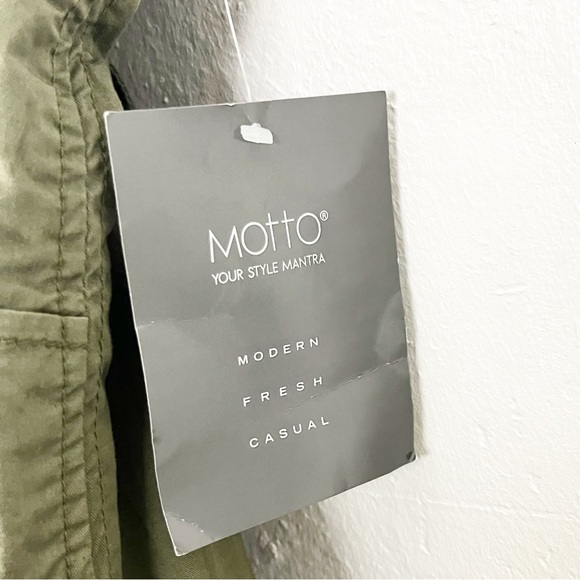 MOTTO®
YOUR STYLE MANTRA
MODERN
FRESH
CASUAL